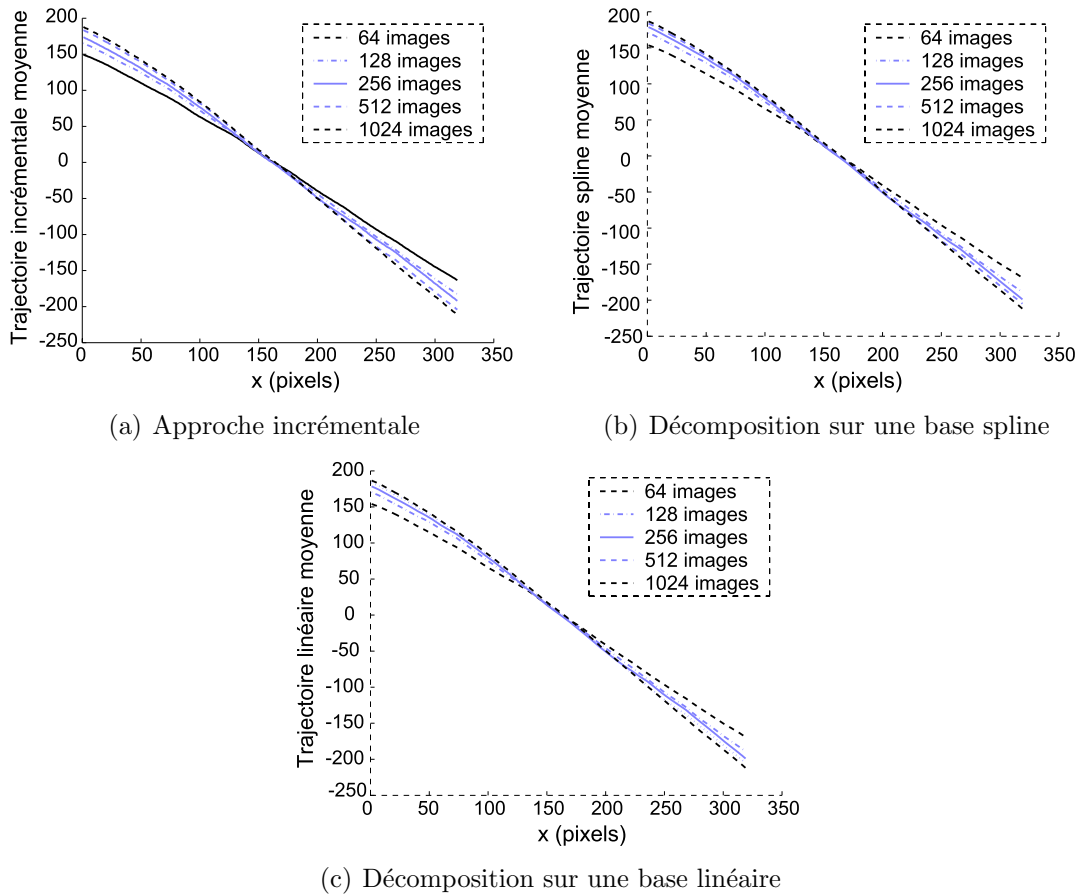 Trajectoire incrémentale moyenne
200
150
100
50
0
-50
-100
-150
-200
-250
0 50 100 150 200 250 300 350
x (pixels)
64 images
128 images
256 images
512 images
1024 images
(a) Approche incrémentale
Trajectoire spline moyenne
200
150
100
50
0
-50
-100
-150
-200
-250
0 50 100 150 200 250 300 350
x (pixels)
64 images
128 images
256 images
512 images
1024 images
(b) Décomposition sur une base spline
Trajectoire linéaire moyenne
200
150
100
50
0
-50
-100
-150
-200
-250
0 50 100 150 200 250 300 350
x (pixels)
64 images
128 images
256 images
512 images
1024 images
(c) Décomposition sur une base linéaire